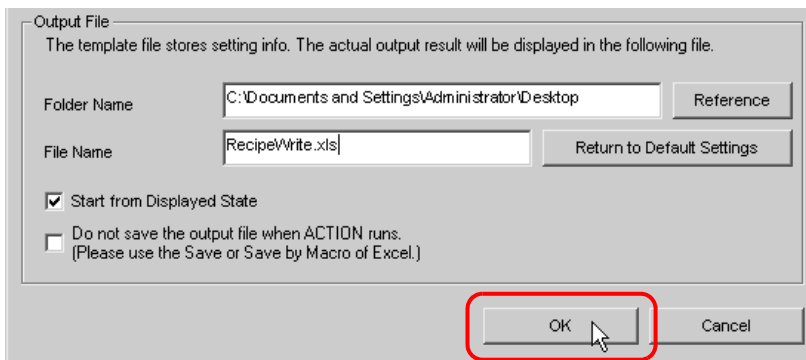 Output File
The template file stores setting info. The actual output result will be displayed in the following file.
Folder Name
C:\Documents and Settings\Administrator\Desktop
Reference
File Name
RecipeWrite.xls
Return to Default Settings
Start from Displayed State
Do not save the output file when ACTION runs.
(Please use the Save or Save by Macro of Excel.)
OK
Cancel